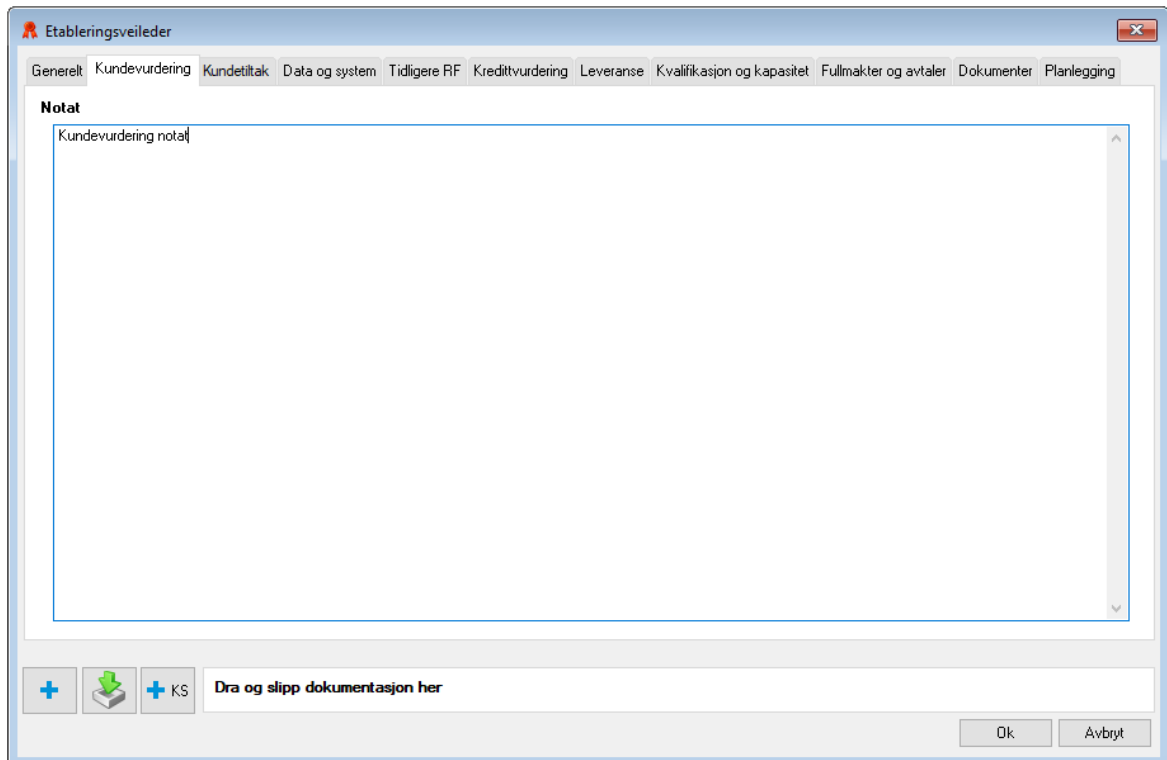 Etableringsveileder
Generelt Kundevurdering Kundetiltak Data og system Tidligere RF Kredittvurdering Leveranse Kvalifikasjon og kapasitet Fullmakter og avtaler Dokumenter Planlegging
Notat
Kundevurdering notat
KS Dra og slipp dokumentasjon her
Ok Avbryt